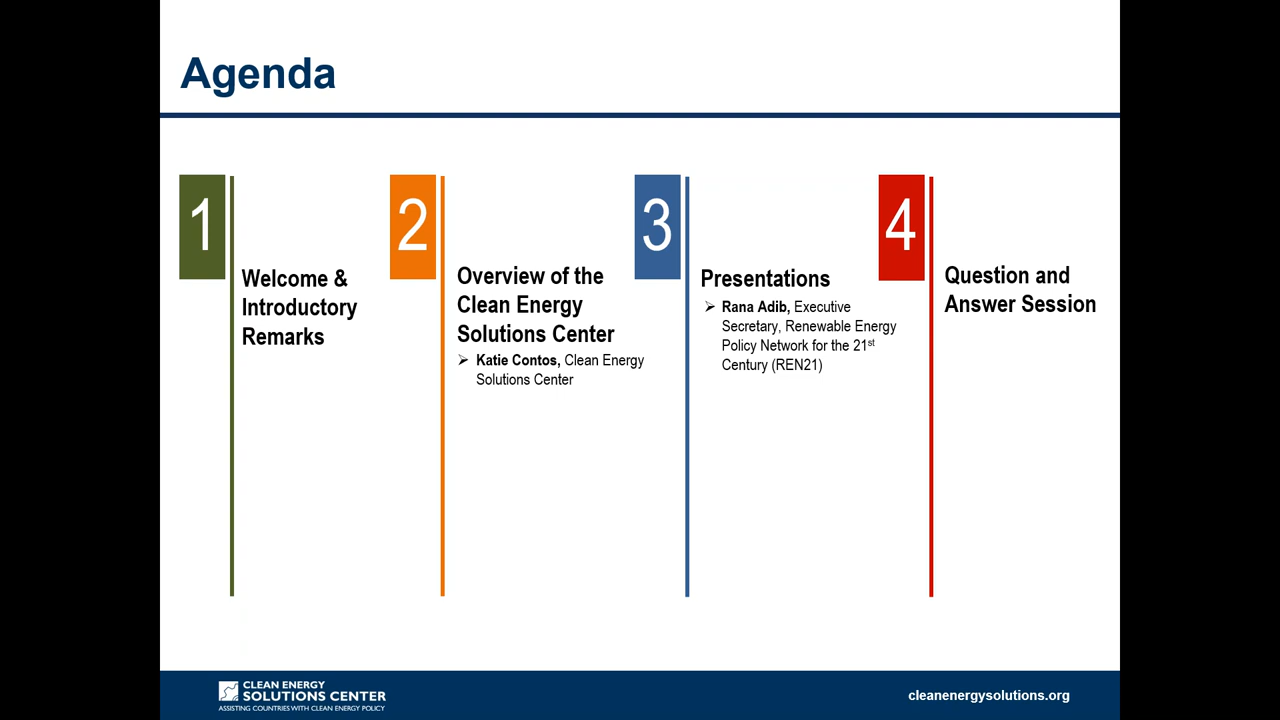 Agenda
1
Welcome &
Introductory
Remarks
2
Overview of the
Clean Energy
Solutions Center
➢ Katie Contos, Clean Energy
Solutions Center
3
Presentations
➢ Rana Adib, Executive
Secretary, Renewable Energy
Policy Network for the 21st
Century (REN21)
4
Question and
Answer Session
CLEAN ENERGY
SOLUTIONS CENTER
ASSISTING COUNTRIES WITH CLEAN ENERGY POLICY
cleanenergysolutions.org